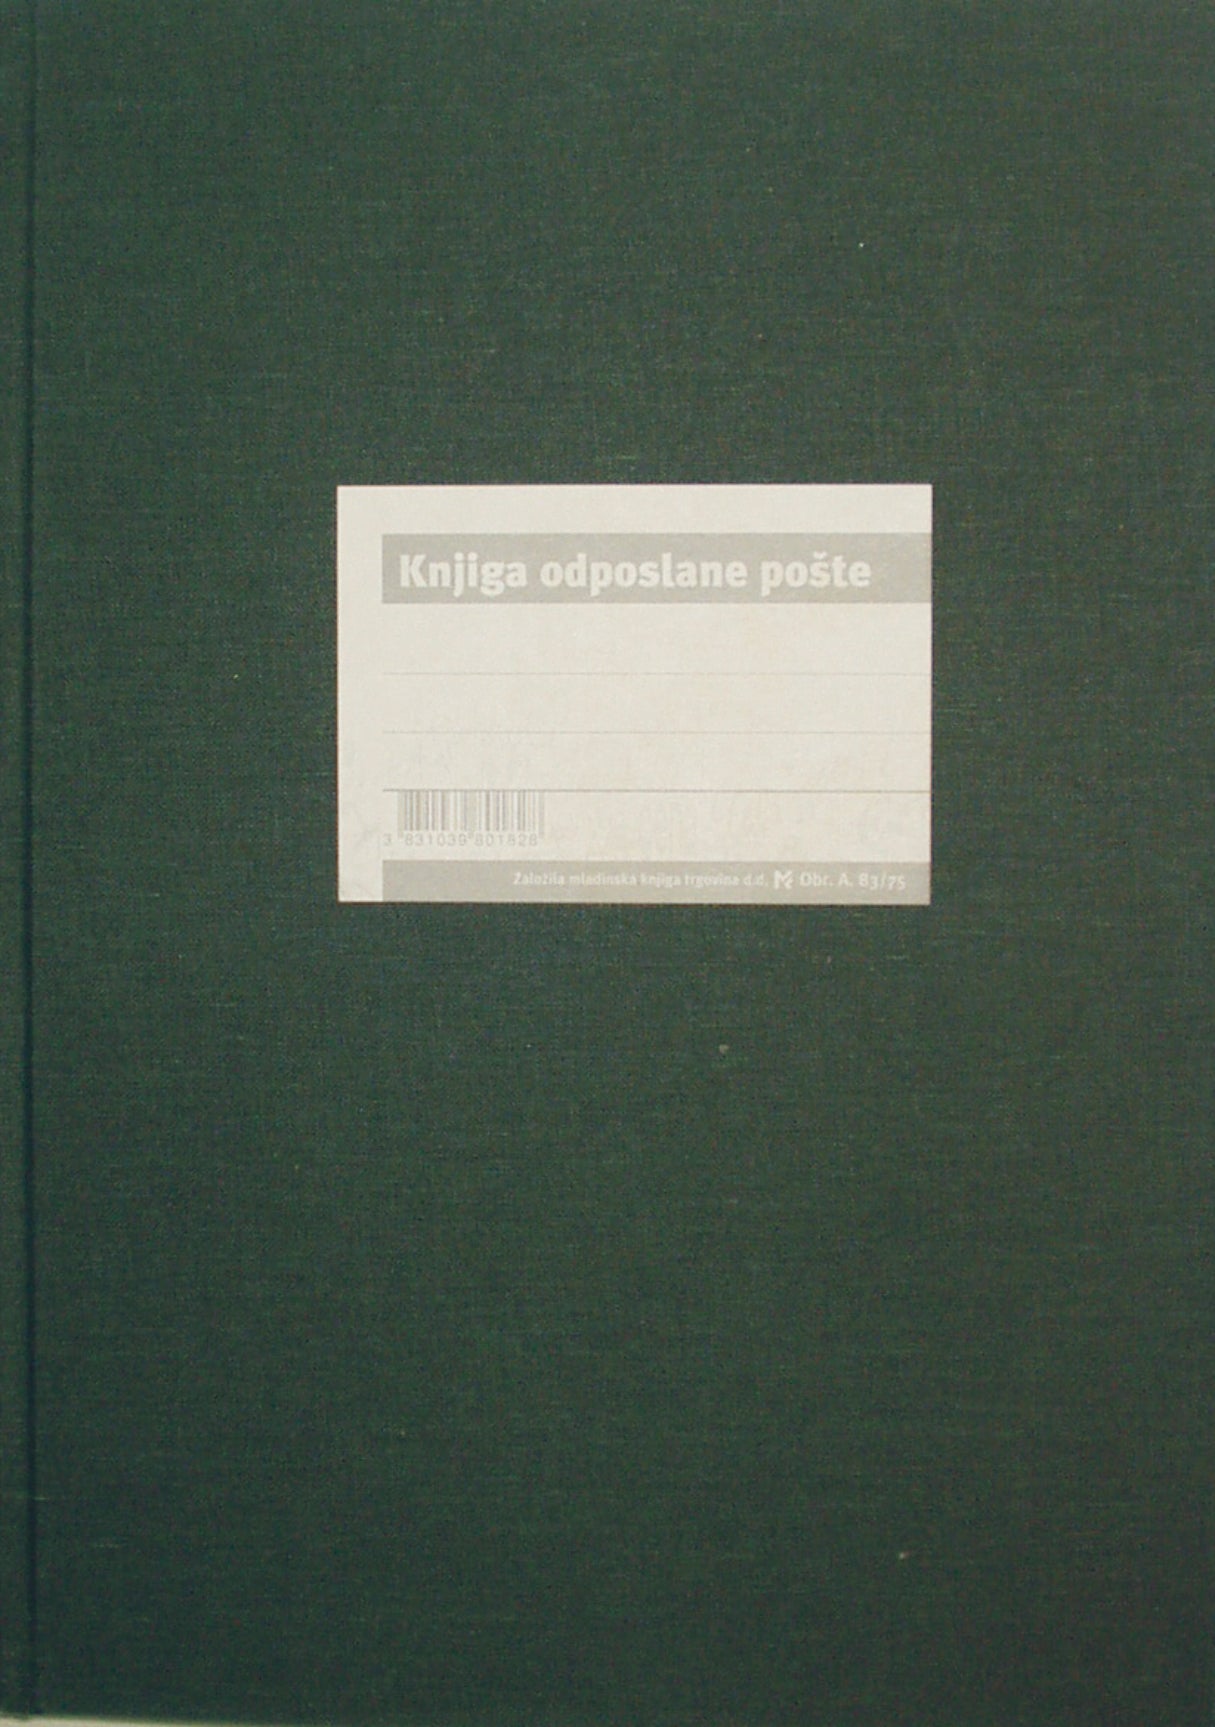 Knjiga odposlane pošte
3 831039 801828
Založila mladinska knjiga trgovina d.d. Obr. A. 83/75